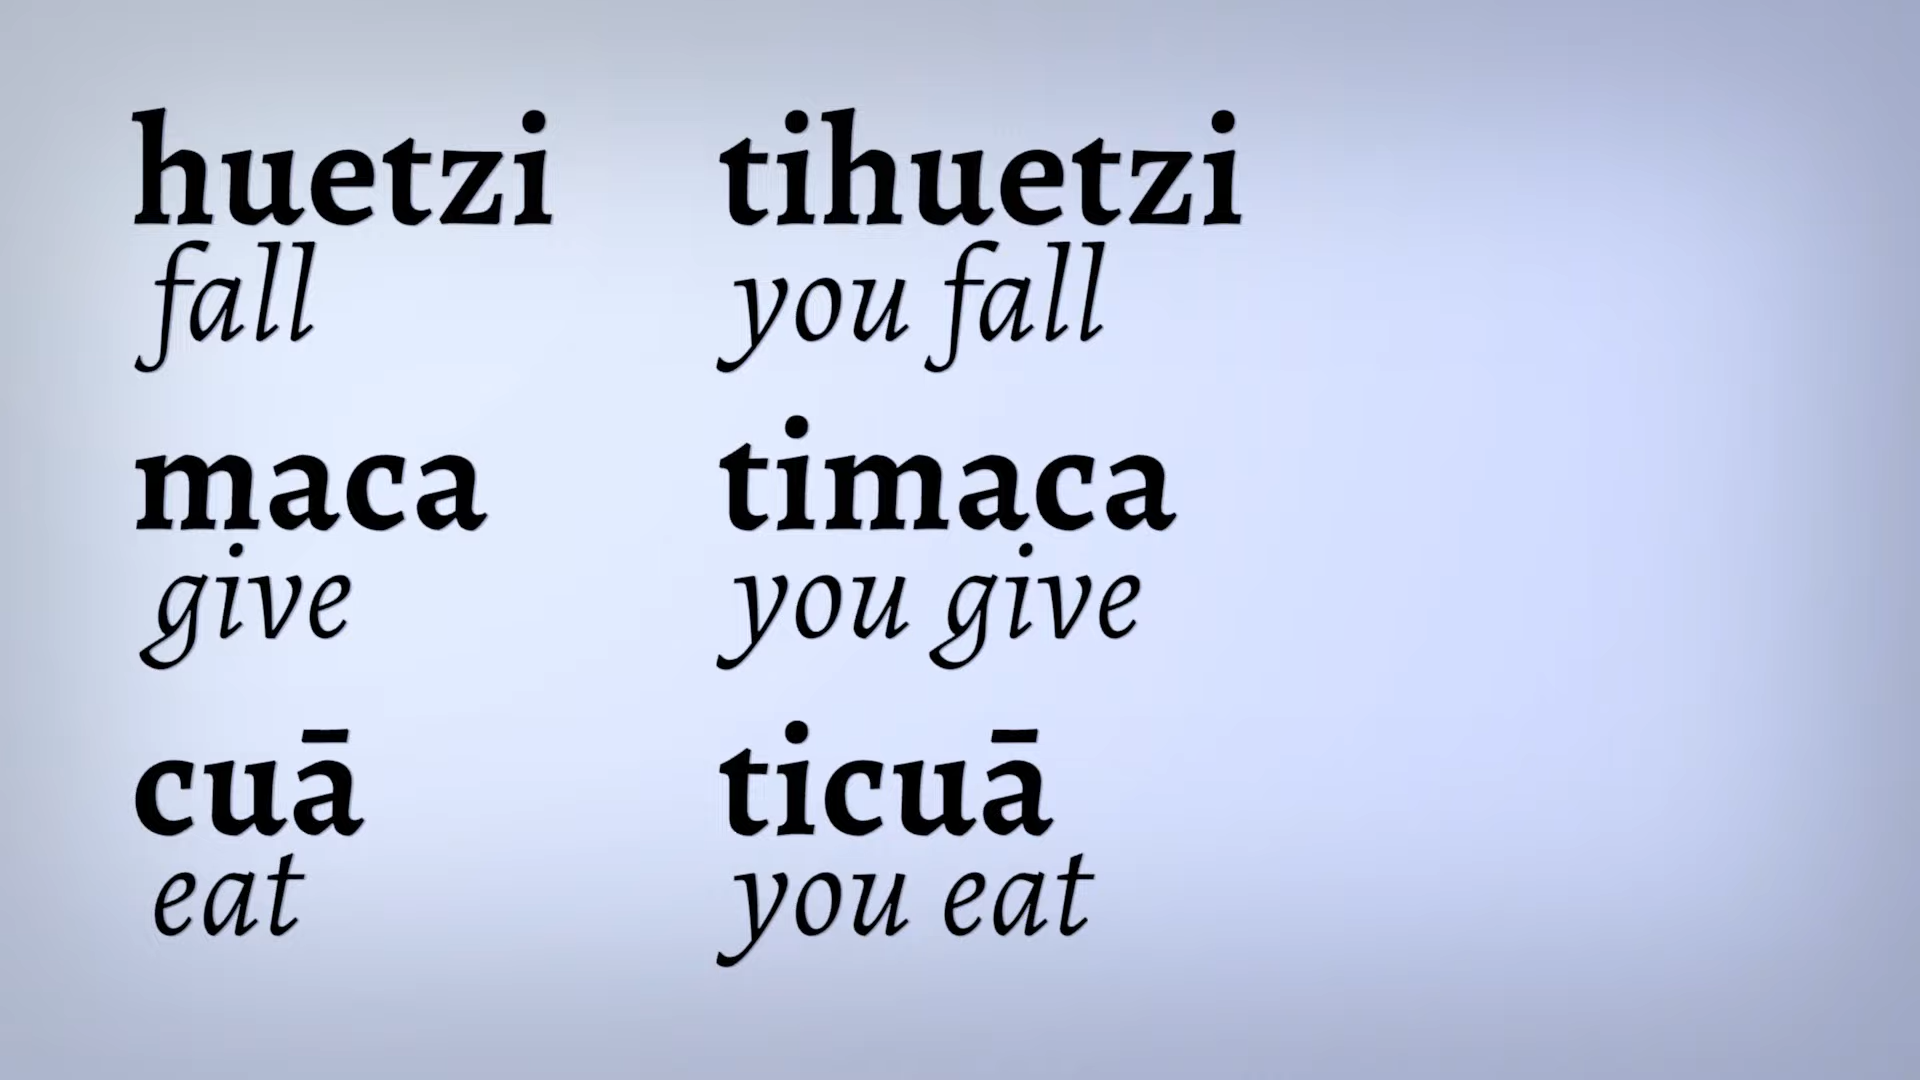 huetzi tihuetzi
fall you fall
maca timaca
give you give
cuā ticuā
eat you eat